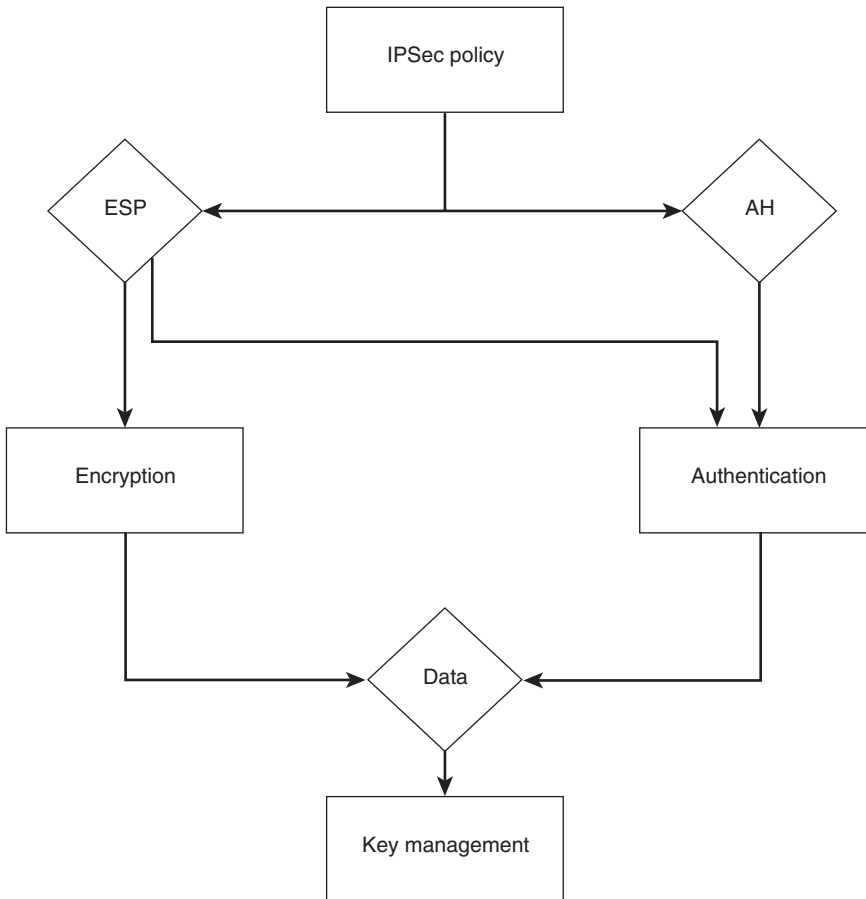 IPSec policy
ESP
AH
Encryption
Authentication
Data
Key management